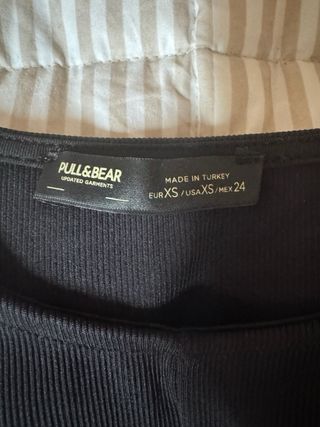 PULL&BEAR
UPDATED GARMENTS
MADE IN TURKEY
EUR XS / USA XS / MEX 24